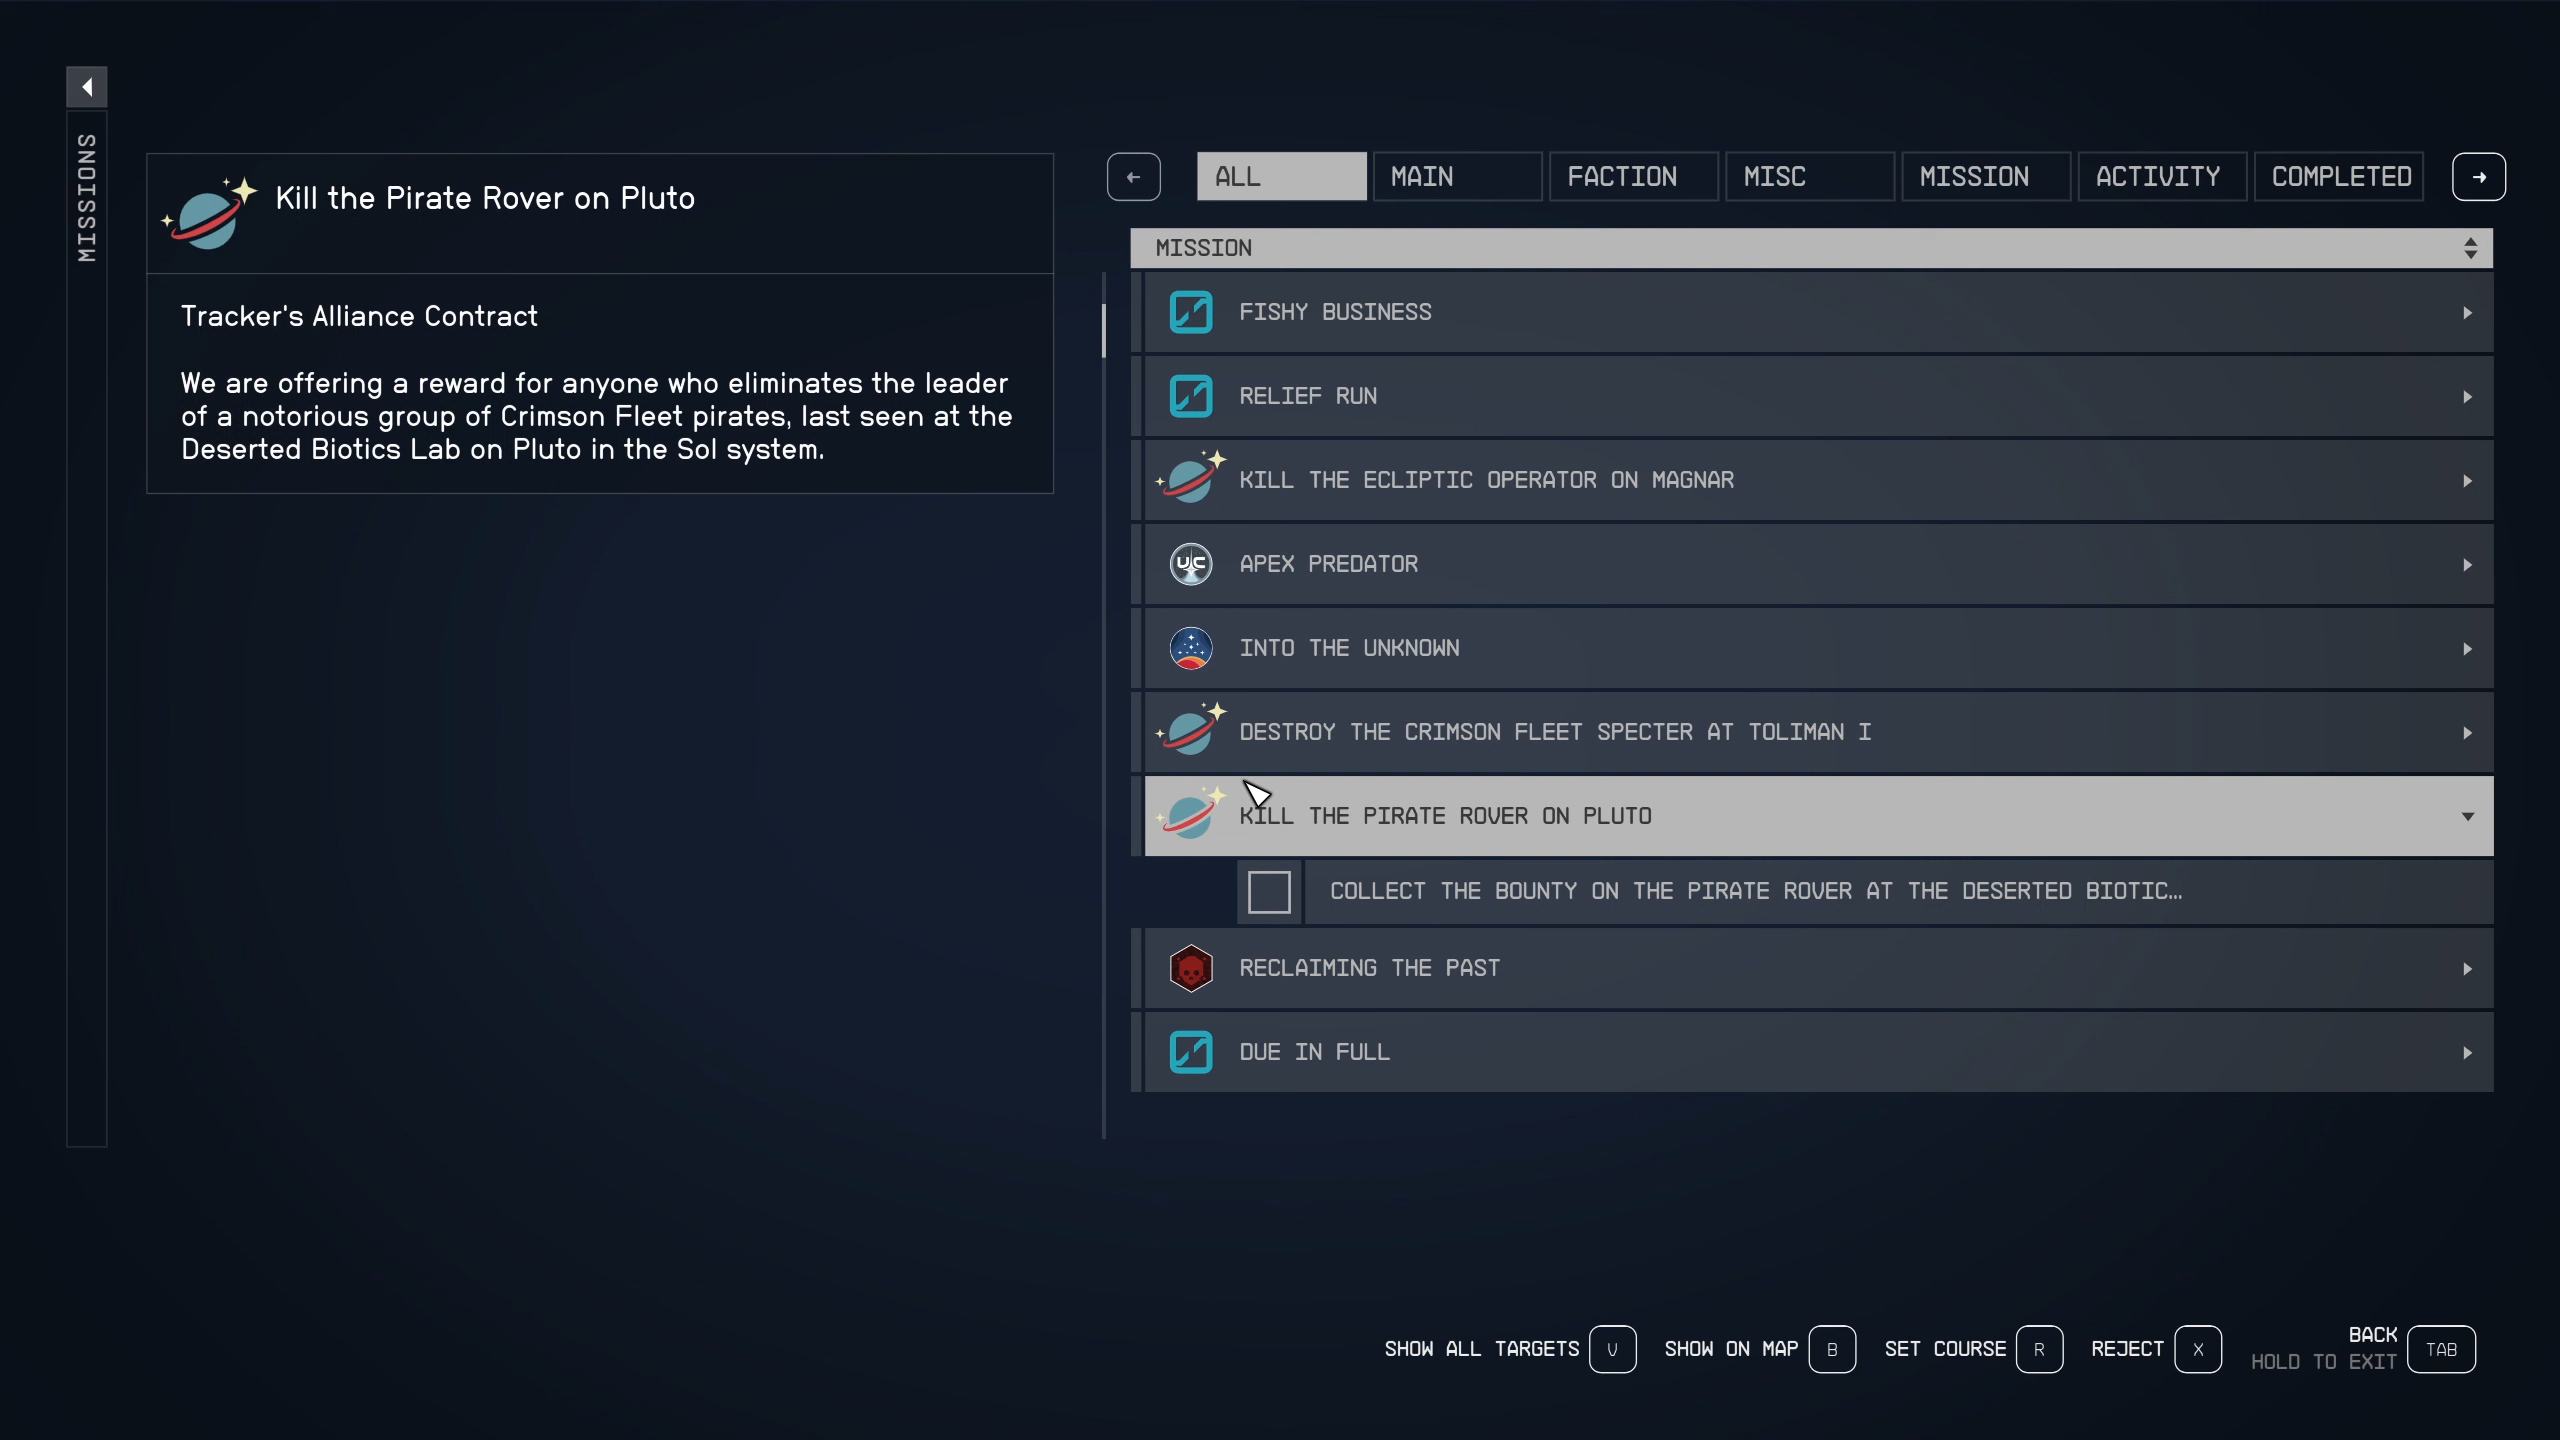 MISSIONS
Kill the Pirate Rover on Pluto
Tracker's Alliance Contract
We are offering a reward for anyone who eliminates the leader
of a notorious group of Crimson Fleet pirates, last seen at the
Deserted Biotics Lab on Pluto in the Sol system.
ALL MAIN FACTION MISC MISSION ACTIVITY COMPLETED
MISSION
FISHY BUSINESS
RELIEF RUN
KILL THE ECLIPTIC OPERATOR ON MAGNAR
UC APEX PREDATOR
INTO THE UNKNOWN
DESTROY THE CRIMSON FLEET SPECTER AT TOLIMAN I
KILL THE PIRATE ROVER ON PLUTO
COLLECT THE BOUNTY ON THE PIRATE ROVER AT THE DESERTED BIOTIC...
RECLAIMING THE PAST
DUE IN FULL
SHOW ALL TARGETS V SHOW ON MAP B SET COURSE R REJECT X BACK TAB
HOLD TO EXIT